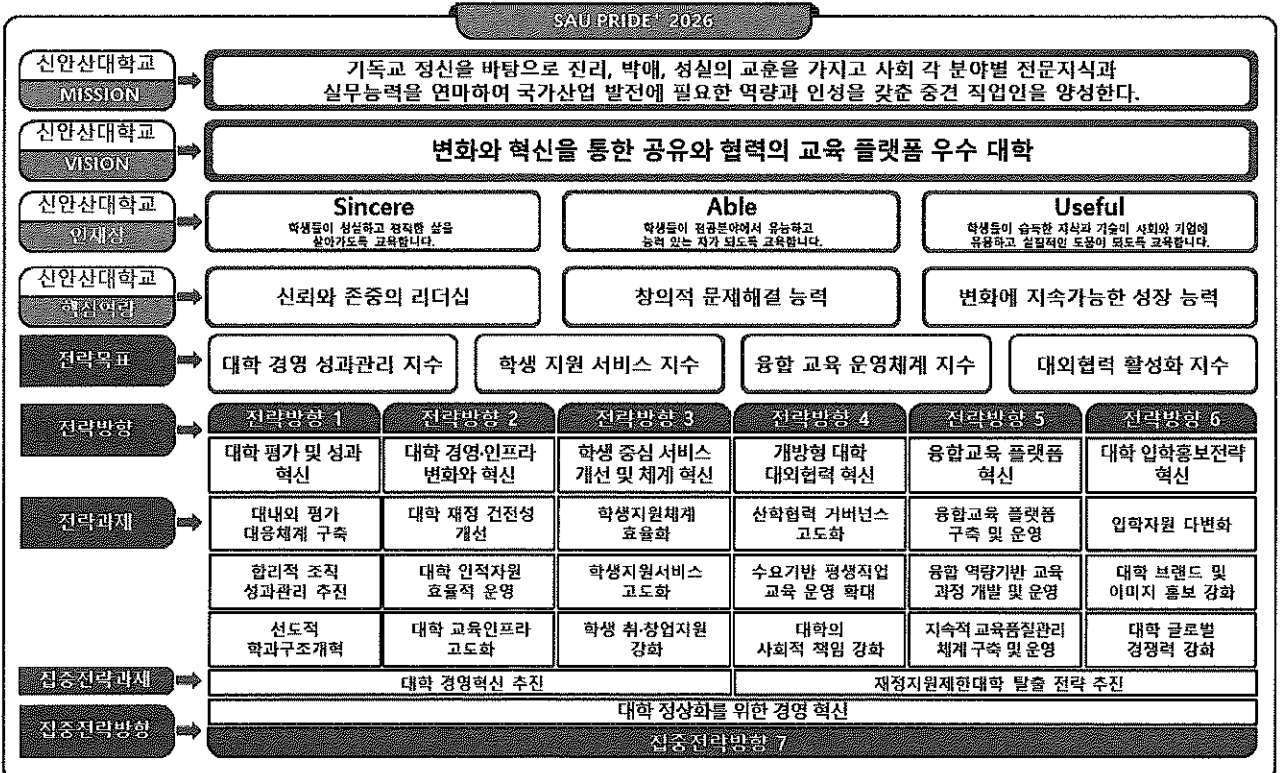 SAU PRIDE+ 2026
신안산대학교
MISSION
기독교 정신을 바탕으로 진리, 박애, 성실의 교훈을 가지고 사회 각 분야별 전문지식과
실무능력을 연마하여 국가산업 발전에 필요한 역량과 인성을 갖춘 중견 직업인을 양성한다.
신안산대학교
VISION
변화와 혁신을 통한 공유와 협력의 교육 플랫폼 우수 대학
신안산대학교
인재상
Sincere
학생들이 성실하고 정직한 삶을
살아가도록 교육합니다.
Able
학생들이 전공분야에서 유능하고
능력 있는 자가 되도록 교육합니다.
Useful
학생들이 습득한 지식과 기술이 사회와 기업에
유용하고 실질적인 도움이 되도록 교육합니다.
신안산대학교
핵심역량
신뢰와 존중의 리더십
창의적 문제해결 능력
변화에 지속가능한 성장 능력
전략목표
대학 경영 성과관리 지수
학생 지원 서비스 지수
융합 교육 운영체계 지수
대외협력 활성화 지수
전략방향
전략방향 1
전략방향 2
전략방향 3
전략방향 4
전략방향 5
전략방향 6
대학 평가 및 성과
혁신
대학 경영·인프라
변화와 혁신
학생 중심 서비스
개선 및 체계 혁신
개방형 대학
대외협력 혁신
융합교육 플랫폼
혁신
대학 입학홍보전략
혁신
전략과제
대내외 평가
대응체계 구축
대학 재정 건전성
개선
학생지원체계
효율화
산학협력 거버넌스
고도화
융합교육 플랫폼
구축 및 운영
입학자원 다변화
합리적 조직
성과관리 추진
대학 인적자원
효율적 운영
학생지원서비스
고도화
수요기반 평생직업
교육 운영 확대
융합 역량기반 교육
과정 개발 및 운영
대학 브랜드 및
이미지 홍보 강화
선도적
학과구조개혁
대학 교육인프라
고도화
학생 취·창업지원
강화
대학의
사회적 책임 강화
지속적 교육품질관리
체계 구축 및 운영
대학 글로벌
경쟁력 강화
집중전략과제
대학 경영혁신 추진
재정지원제한대학 탈출 전략 추진
집중전략방향
대학 정상화를 위한 경영 혁신
집중전략방향 7